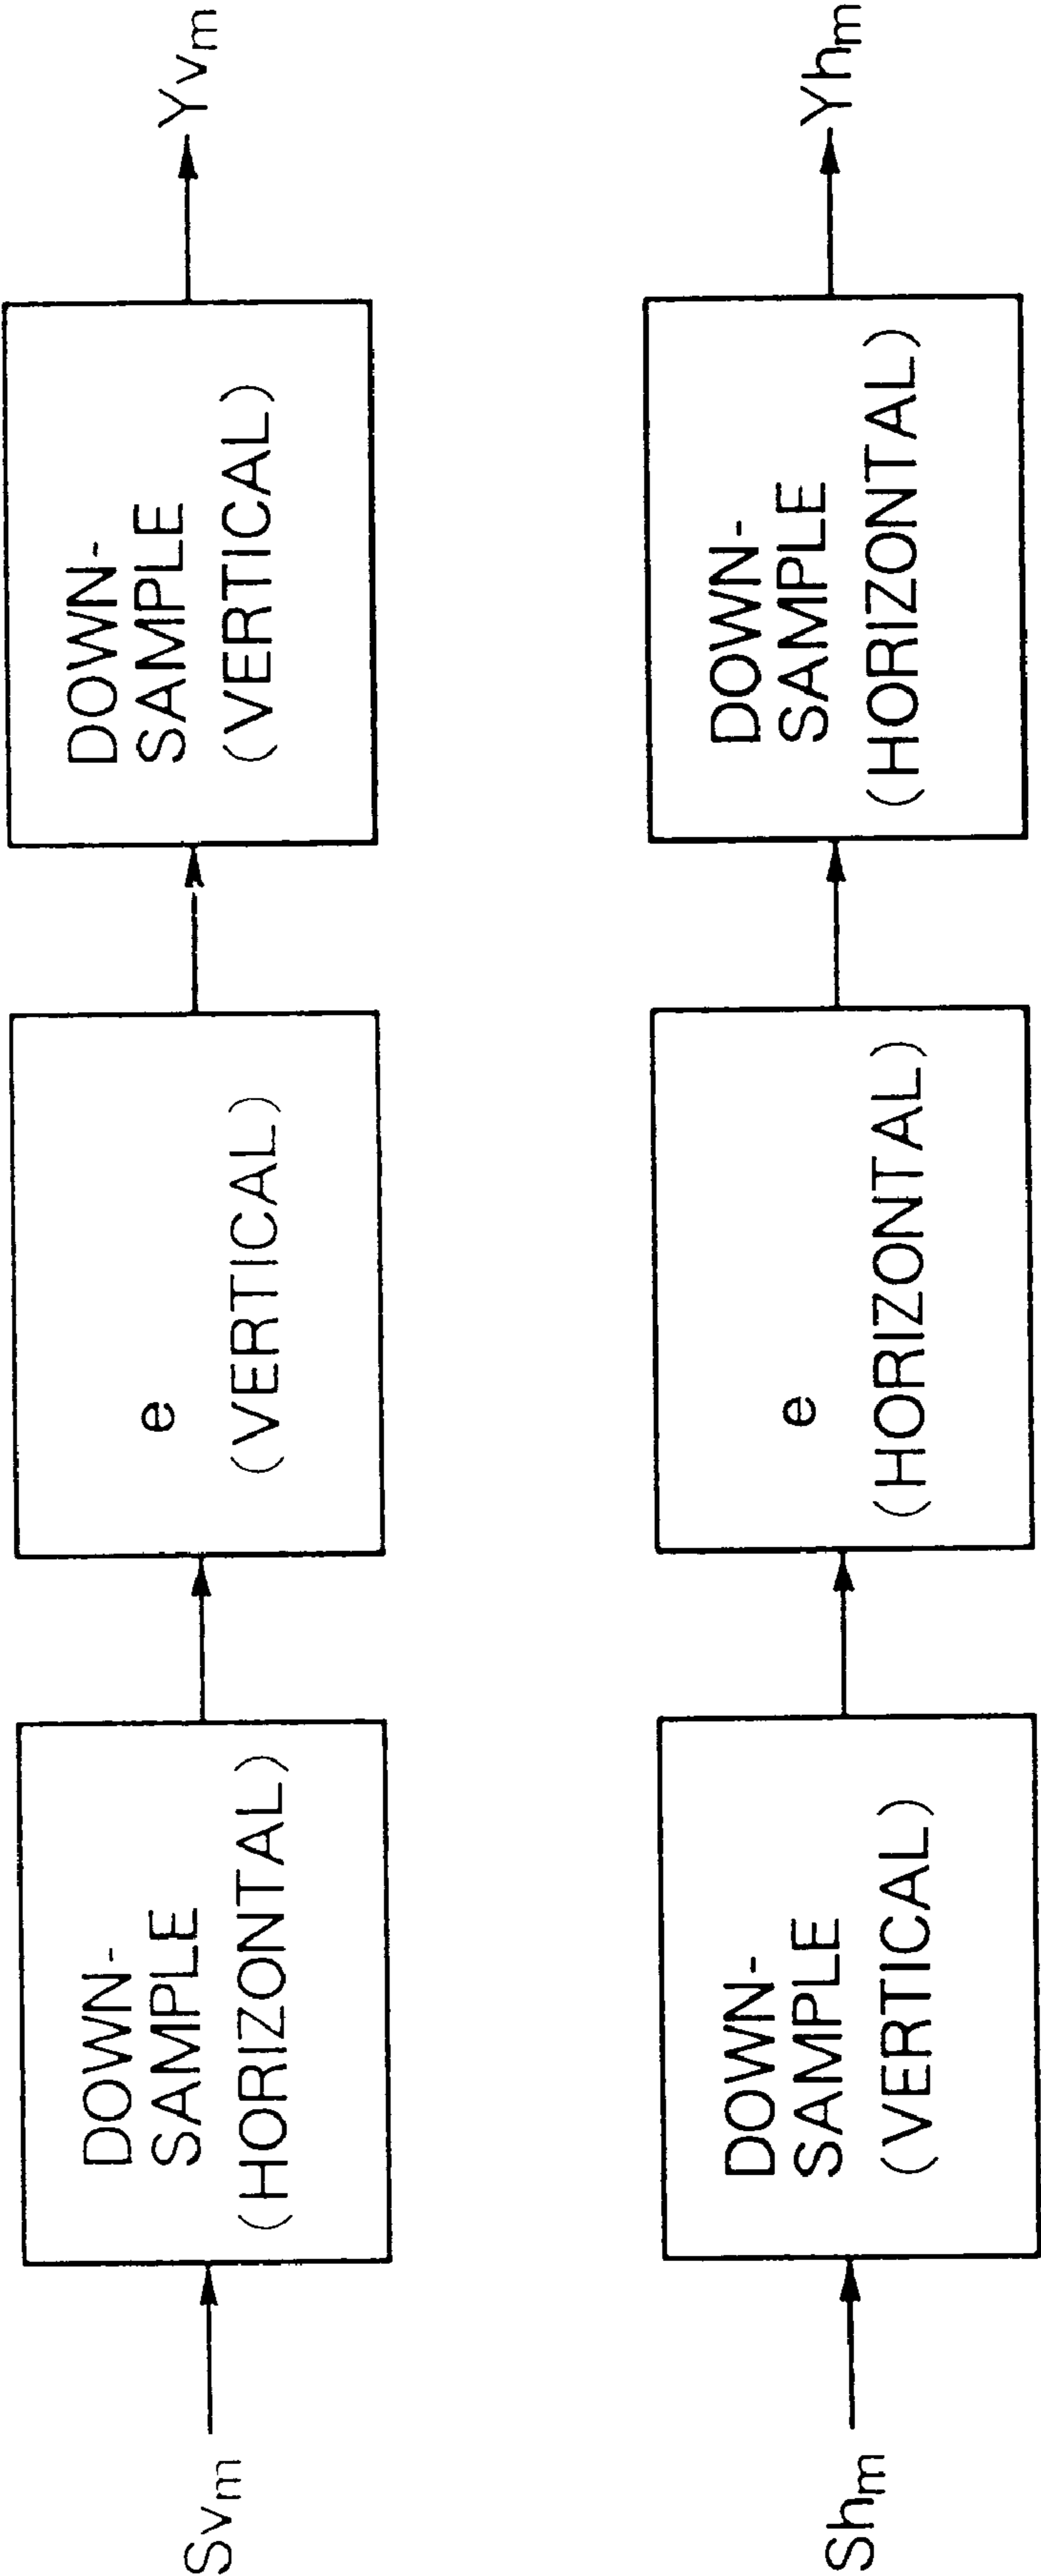 Svm
DOWN-
SAMPLE
(HORIZONTAL)
e
(VERTICAL)
DOWN-
SAMPLE
(VERTICAL)
Yvm
Shm
DOWN-
SAMPLE
(VERTICAL)
e
(HORIZONTAL)
DOWN-
SAMPLE
(HORIZONTAL)
Yhm